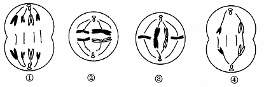 ① ② ③ ④